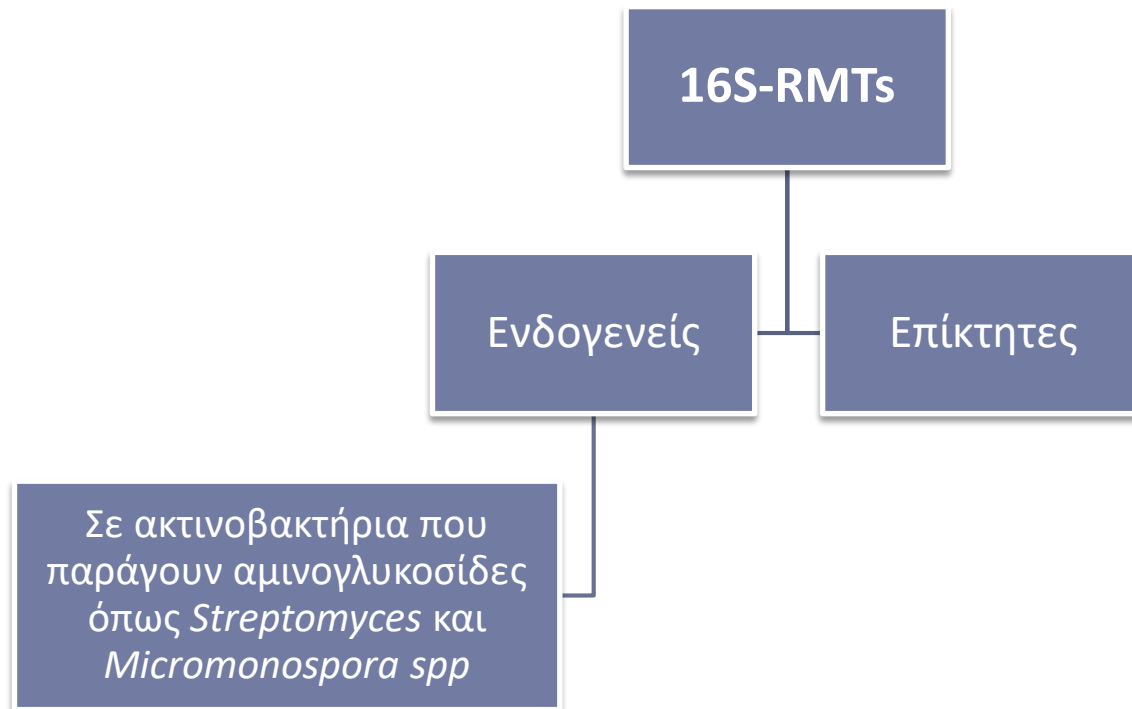 16S-RMTs
Ενδογενείς
Επίκτητες
Σε ακτινοβακτήρια που
παράγουν αμινογλυκοσίδες
όπως Streptomyces και
Micromonospora spp